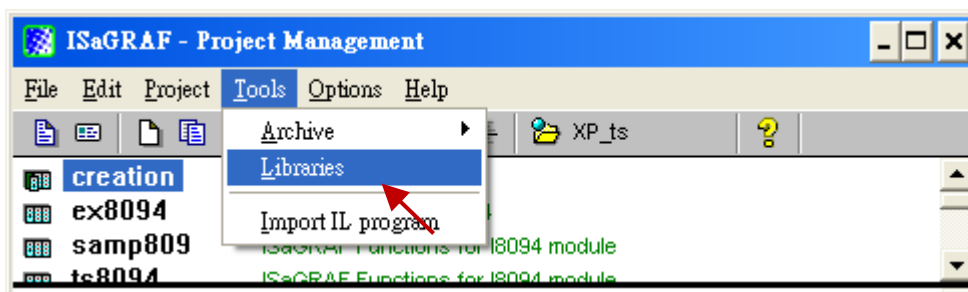 ISaGRAF - Project Management
File Edit Project Tools Options Help
XP_ts
Archive
Libraries
Import IL program
creation
ex8094 4
samp809 ISaGRAF Functions for I8094 module
ts8094 ISaGRAF Functions for I8094 module